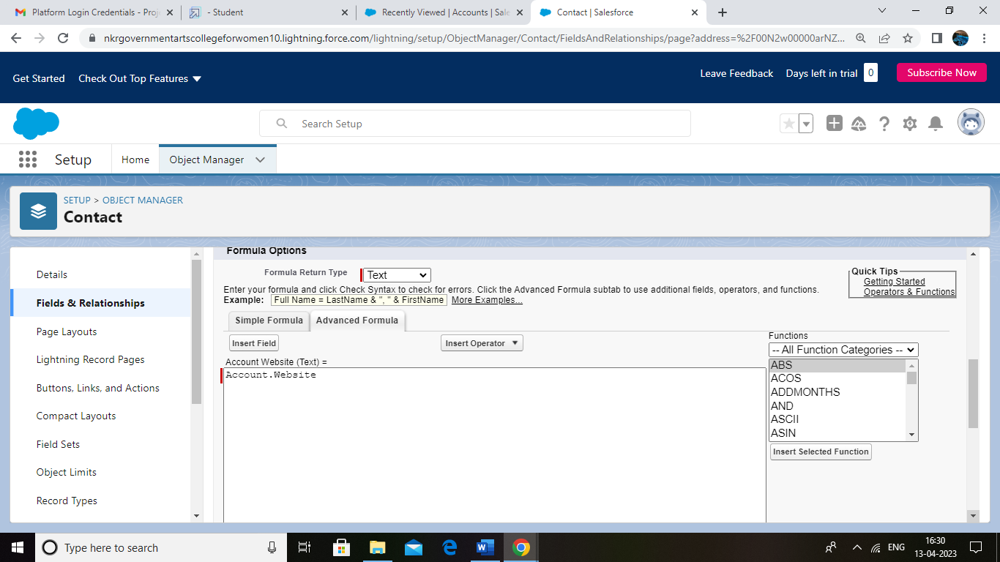 Platform Login Credentials - Proj
- Student
Recently Viewed | Accounts | Sale
Contact | Salesforce
nkrgovernmentartscollegeforwomen10.lightning.force.com/lightning/setup/ObjectManager/Contact/FieldsAndRelationships/page?address=%2F00N2w00000arNZ...
Get Started
Check Out Top Features
Leave Feedback
Days left in trial
0
Subscribe Now
Search Setup
Setup
Home
Object Manager
SETUP > OBJECT MANAGER
Contact
Details
Fields & Relationships
Page Layouts
Lightning Record Pages
Buttons, Links, and Actions
Compact Layouts
Field Sets
Object Limits
Record Types
Formula Options
Formula Return Type
Text
Quick Tips
Getting Started
Operators & Functions
Enter your formula and click Check Syntax to check for errors. Click the Advanced Formula subtab to use additional fields, operators, and functions.
Example: Full Name = LastName & ", " & FirstName More Examples...
Simple Formula
Advanced Formula
Insert Field
Insert Operator
Functions
-- All Function Categories --
Account Website (Text) =
Account.Website
ABS
ACOS
ADDMONTHS
AND
ASCII
ASIN
Insert Selected Function
Type here to search
ENG
16:30
13-04-2023